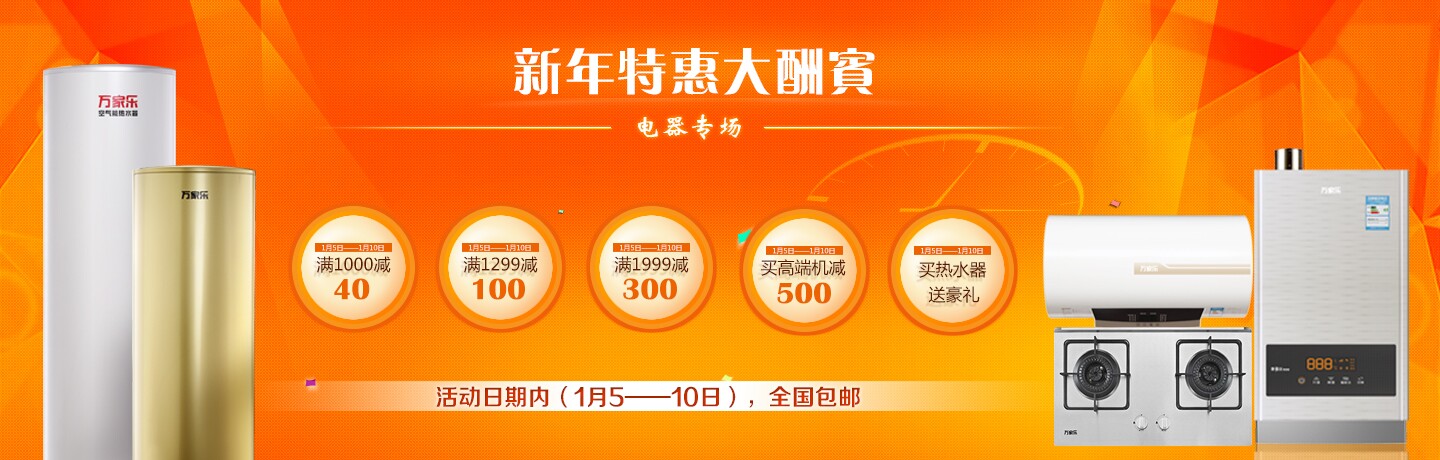 新年特惠大酬賓
电器专场
万家乐
空气能热水器
万家乐
1月5日——1月10日
满1000减
40
1月5日——1月10日
满1299减
100
1月5日——1月10日
满1999减
300
1月5日——1月10日
买高端机减
500
1月5日——1月10日
买热水器
送豪礼
万家乐
万家乐
888
万家乐
活动日期内（1月5——10日），全国包邮